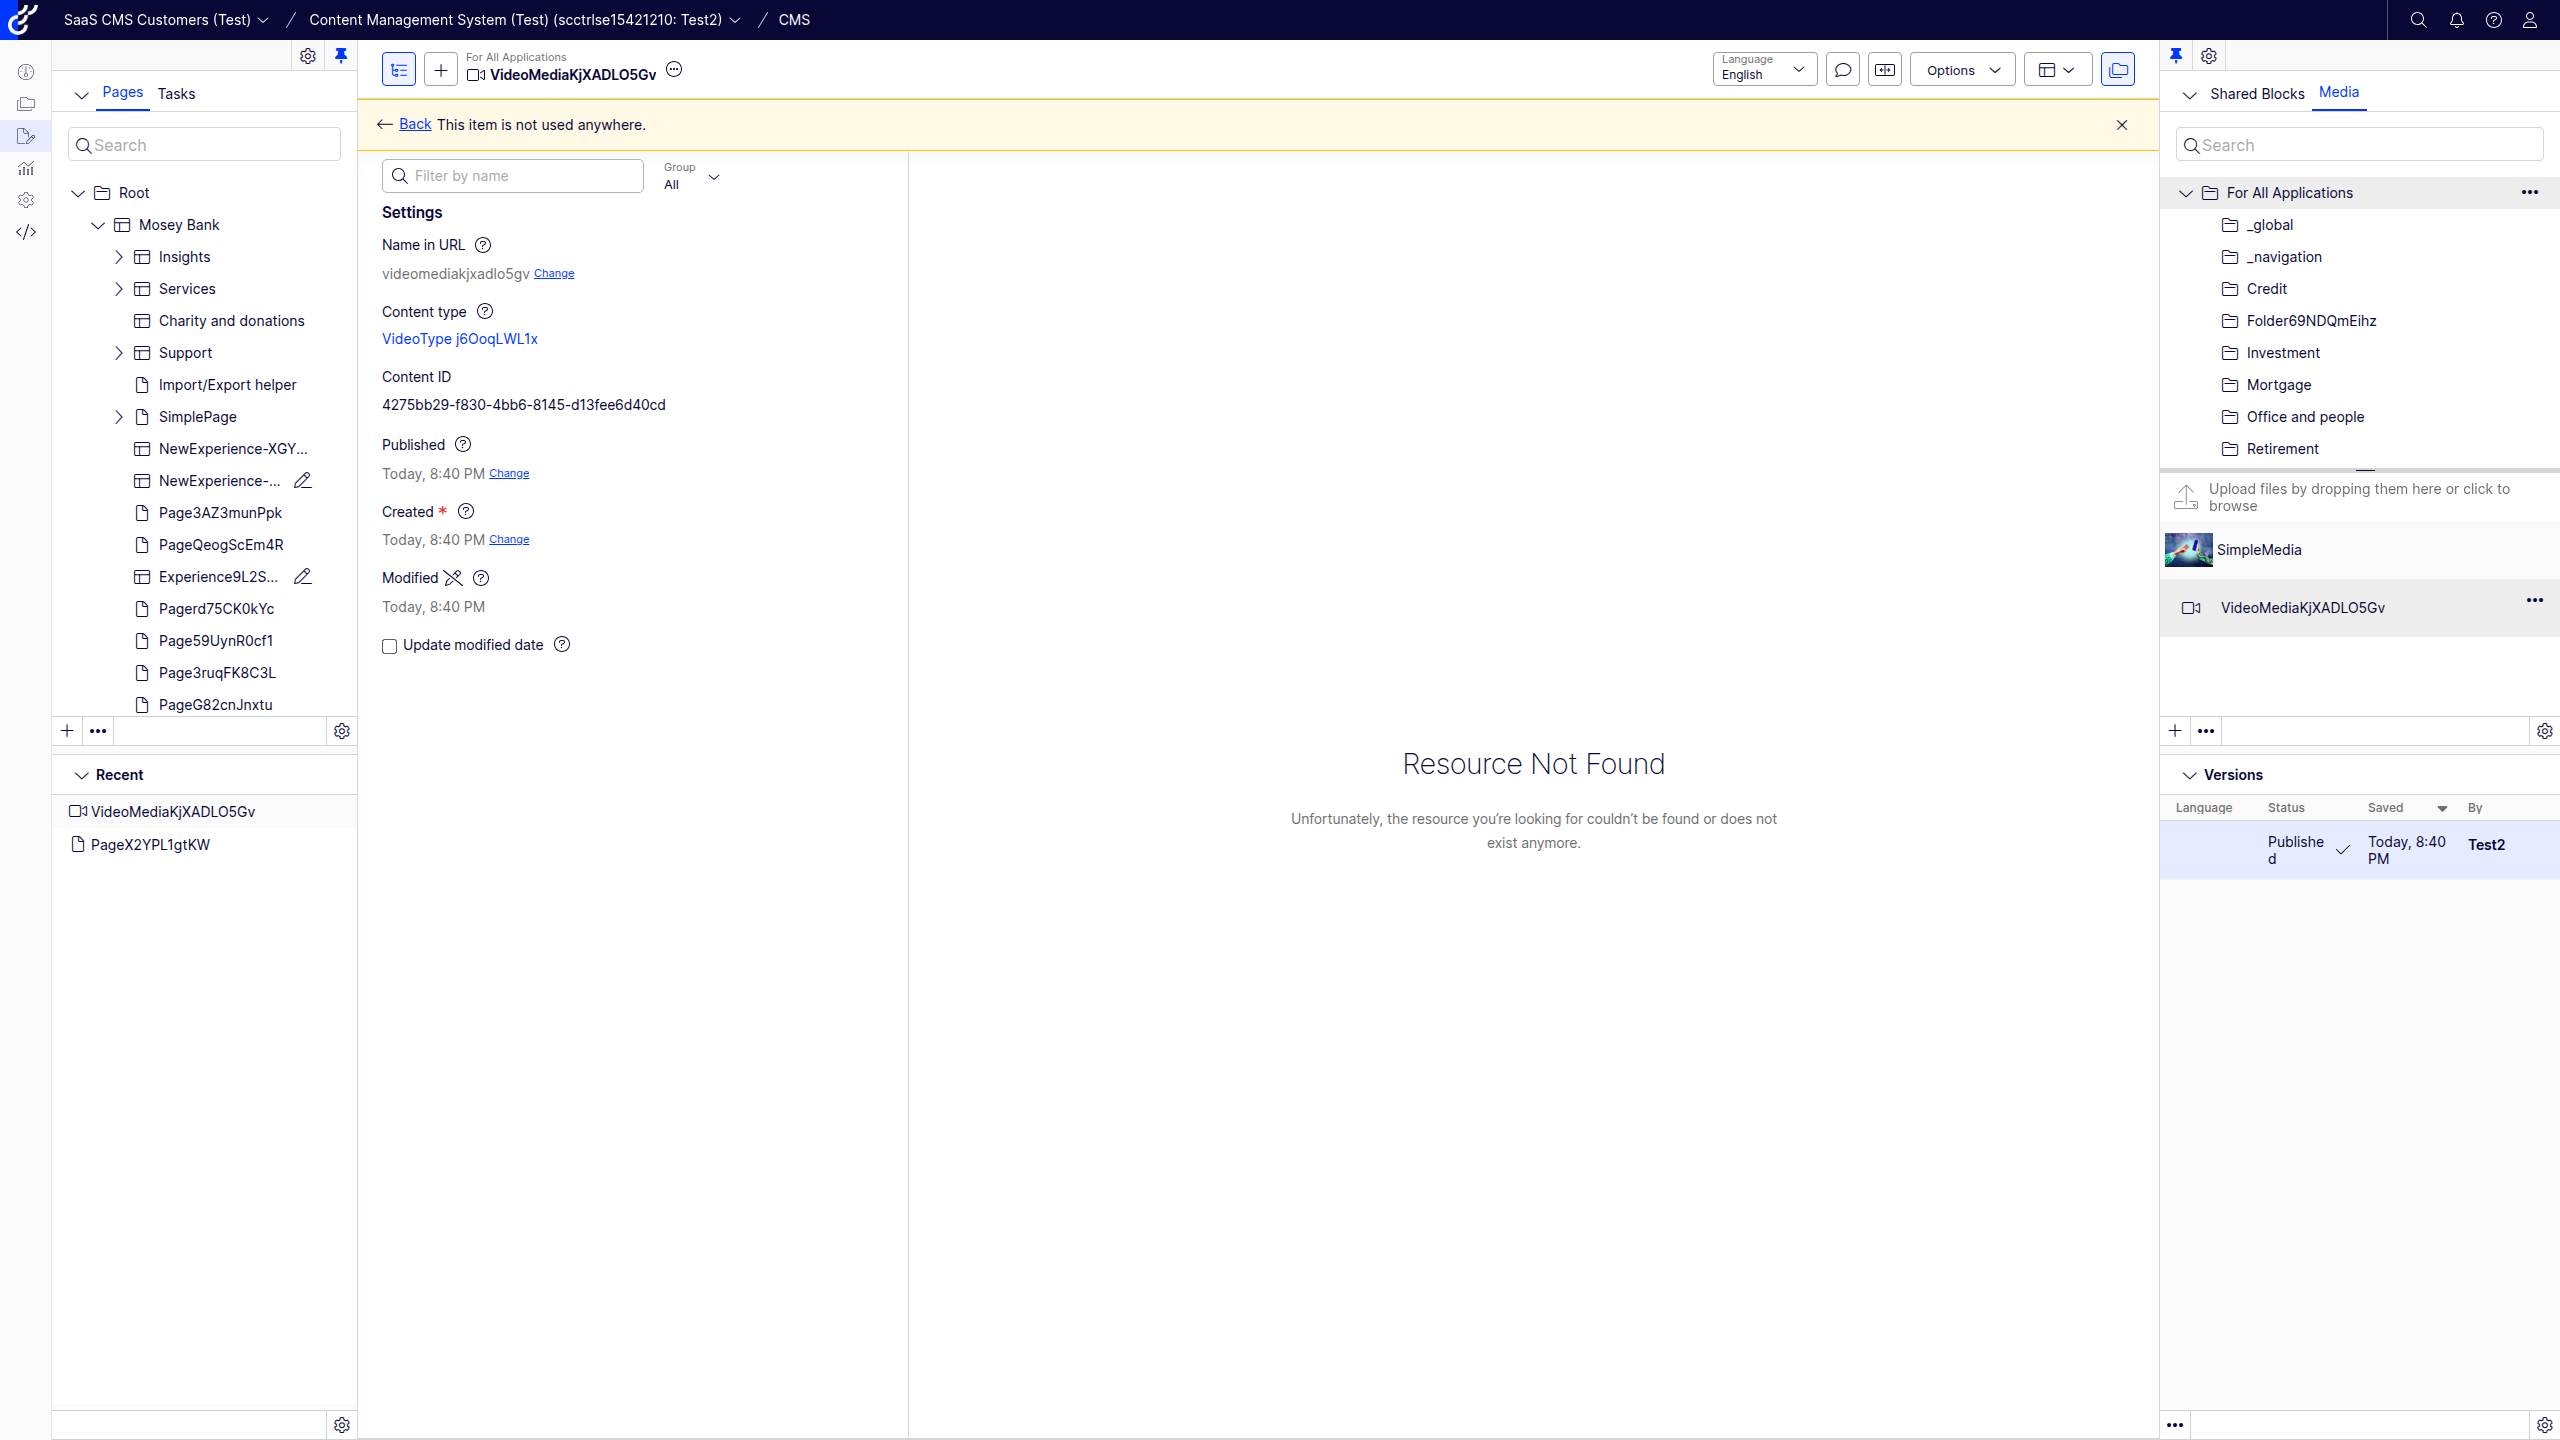 SaaS CMS Customers (Test) / Content Management System (Test) (scctrlse15421210: Test2) / CMS
Pages Tasks
Search
Root
Mosey Bank
Insights
Services
Charity and donations
Support
Import/Export helper
SimplePage
NewExperience-XGY...
NewExperience-...
Page3AZ3munPpk
PageQeogScEm4R
Experience9L2S...
Pagerd75CK0kYc
Page59UynR0cf1
Page3ruqFK8C3L
PageG82cnJnxtu
Recent
VideoMediaKjXADLO5Gv
PageX2YPL1gtKW
For All Applications
VideoMediaKjXADLO5Gv
Language
English
Options
Back This item is not used anywhere.
Filter by name
Group
All
Settings
Name in URL
videomediakjxadlo5gv Change
Content type
VideoType j6OoqLWL1x
Content ID
4275bb29-f830-4bb6-8145-d13fee6d40cd
Published
Today, 8:40 PM Change
Created *
Today, 8:40 PM Change
Modified
Today, 8:40 PM
Update modified date
Resource Not Found
Unfortunately, the resource you're looking for couldn't be found or does not
exist anymore.
Shared Blocks Media
Search
For All Applications
_global
_navigation
Credit
Folder69NDQmEihz
Investment
Mortgage
Office and people
Retirement
Upload files by dropping them here or click to
browse
SimpleMedia
VideoMediaKjXADLO5Gv
Versions
Language Status Saved By
Publishe
d
Today, 8:40
PM
Test2